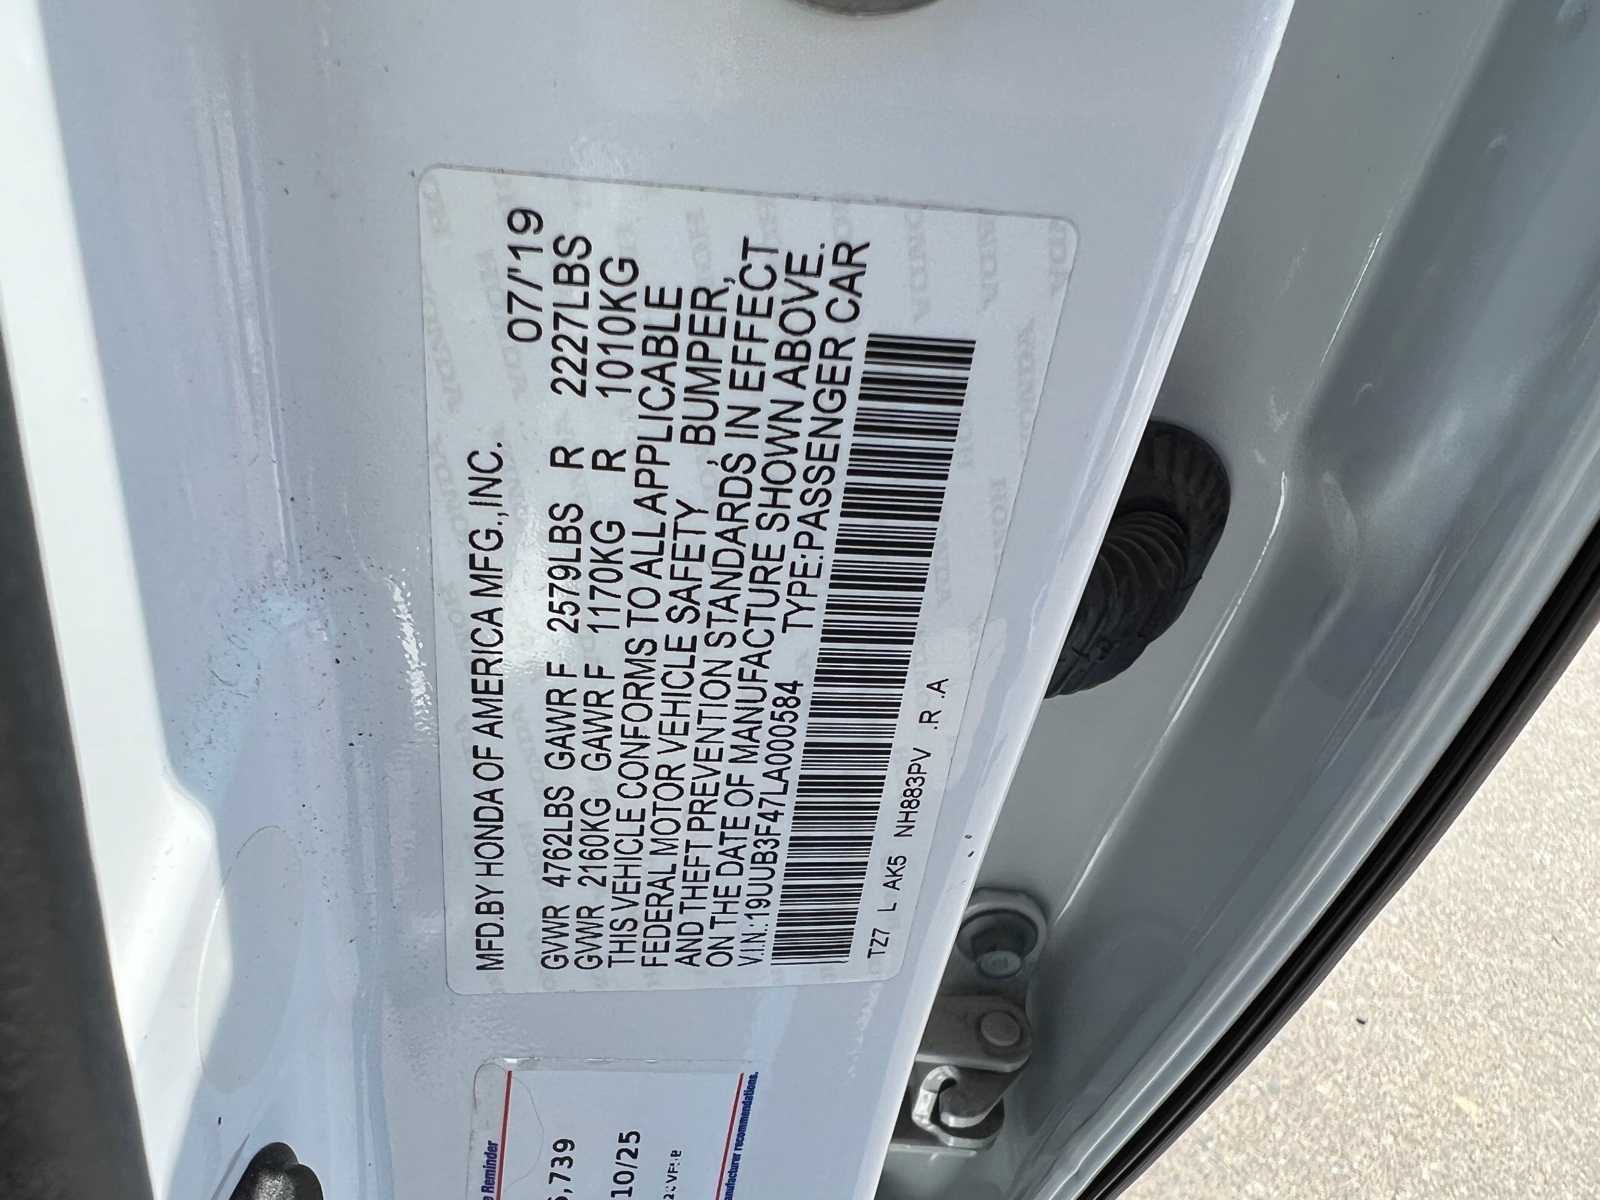 MFD.BY HONDA OF AMERICA MFG.,INC. 07/'19
GVWR 4762LBS GAWR F 2579LBS R 2227LBS
GVWR 2160KG GAWR F 1170KG R 1010KG
THIS VEHICLE CONFORMS TO ALL APPLICABLE
FEDERAL MOTOR VEHICLE SAFETY, BUMPER,
AND THEFT PREVENTION STANDARDS IN EFFECT
ON THE DATE OF MANUFACTURE SHOWN ABOVE.
V.I.N.:19UUB3F47LA000584 TYPE:PASSENGER CAR
TZ7 L AK5 NH883PV .R .A
Reminder
,739
10/25
recommendations.